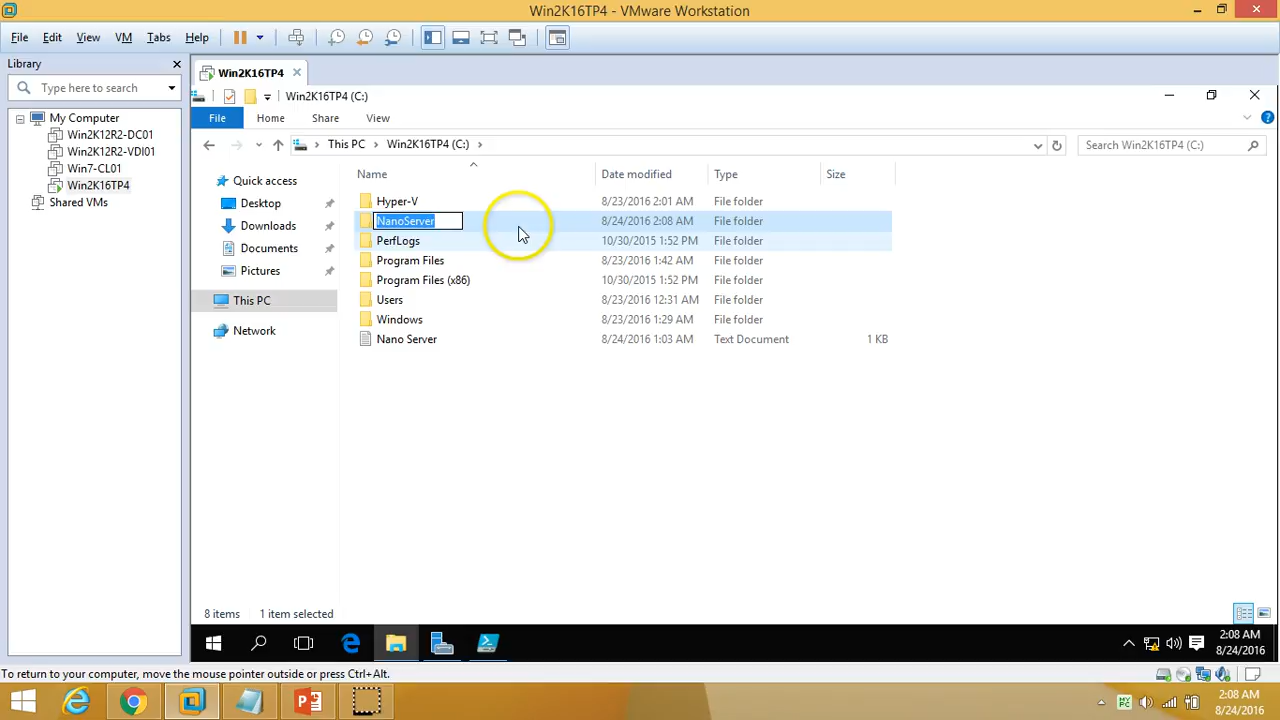 Win2K16TP4 - VMware Workstation
File Edit View VM Tabs Help
Library
Type here to search
My Computer
Win2K12R2-DC01
Win2K12R2-VDI01
Win7-CL01
Win2K16TP4
Shared VMs
Win2K16TP4
Win2K16TP4 (C:)
File Home Share View
This PC Win2K16TP4 (C:)
Search Win2K16TP4 (C:)
Quick access
Desktop
Downloads
Documents
Pictures
This PC
Network
Name Date modified Type Size
Hyper-V 8/23/2016 2:01 AM File folder
NanoServer 8/24/2016 2:08 AM File folder
PerfLogs 10/30/2015 1:52 PM File folder
Program Files 8/23/2016 1:42 AM File folder
Program Files (x86) 10/30/2015 1:52 PM File folder
Users 8/23/2016 12:31 AM File folder
Windows 8/23/2016 1:29 AM File folder
Nano Server 8/24/2016 1:03 AM Text Document 1 KB
8 items 1 item selected
2:08 AM
8/24/2016
To return to your computer, move the mouse pointer outside or press Ctrl+Alt.
2:08 AM
8/24/2016